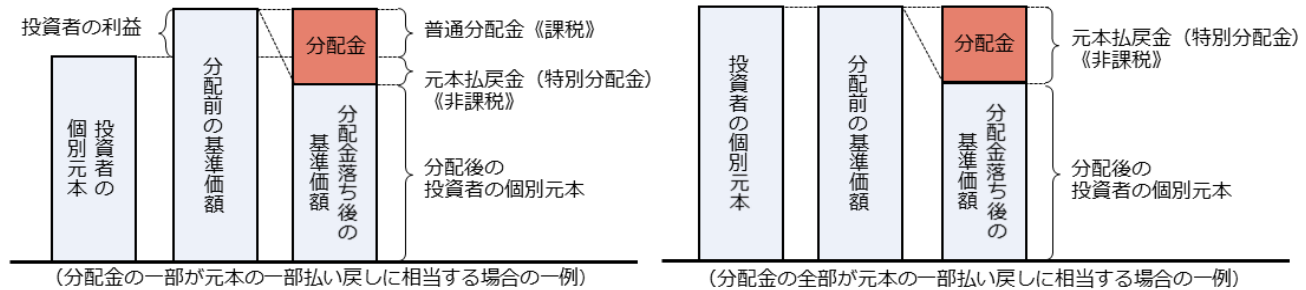 投資者の利益
投資者の
個別元本
分配前の基準価額
分配金
分配金落ち後の
基準価額
普通分配金《課税》
元本払戻金（特別分配金）
《非課税》
分配後の
投資者の個別元本
（分配金の一部が元本の一部払い戻しに相当する場合の一例）
投資者の個別元本
分配前の基準価額
分配金
分配金落ち後の
基準価額
元本払戻金（特別分配金）
《非課税》
分配後の
投資者の個別元本
（分配金の全部が元本の一部払い戻しに相当する場合の一例）